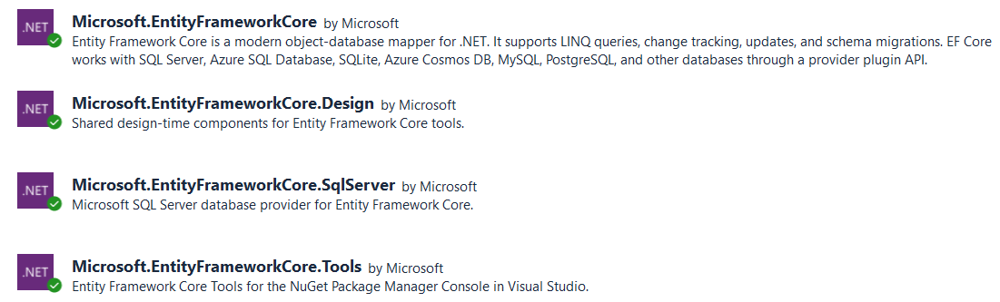 .NET
Microsoft.EntityFrameworkCore by Microsoft
Entity Framework Core is a modern object-database mapper for .NET. It supports LINQ queries, change tracking, updates, and schema migrations. EF Core
works with SQL Server, Azure SQL Database, SQLite, Azure Cosmos DB, MySQL, PostgreSQL, and other databases through a provider plugin API.
.NET
Microsoft.EntityFrameworkCore.Design by Microsoft
Shared design-time components for Entity Framework Core tools.
.NET
Microsoft.EntityFrameworkCore.SqlServer by Microsoft
Microsoft SQL Server database provider for Entity Framework Core.
.NET
Microsoft.EntityFrameworkCore.Tools by Microsoft
Entity Framework Core Tools for the NuGet Package Manager Console in Visual Studio.